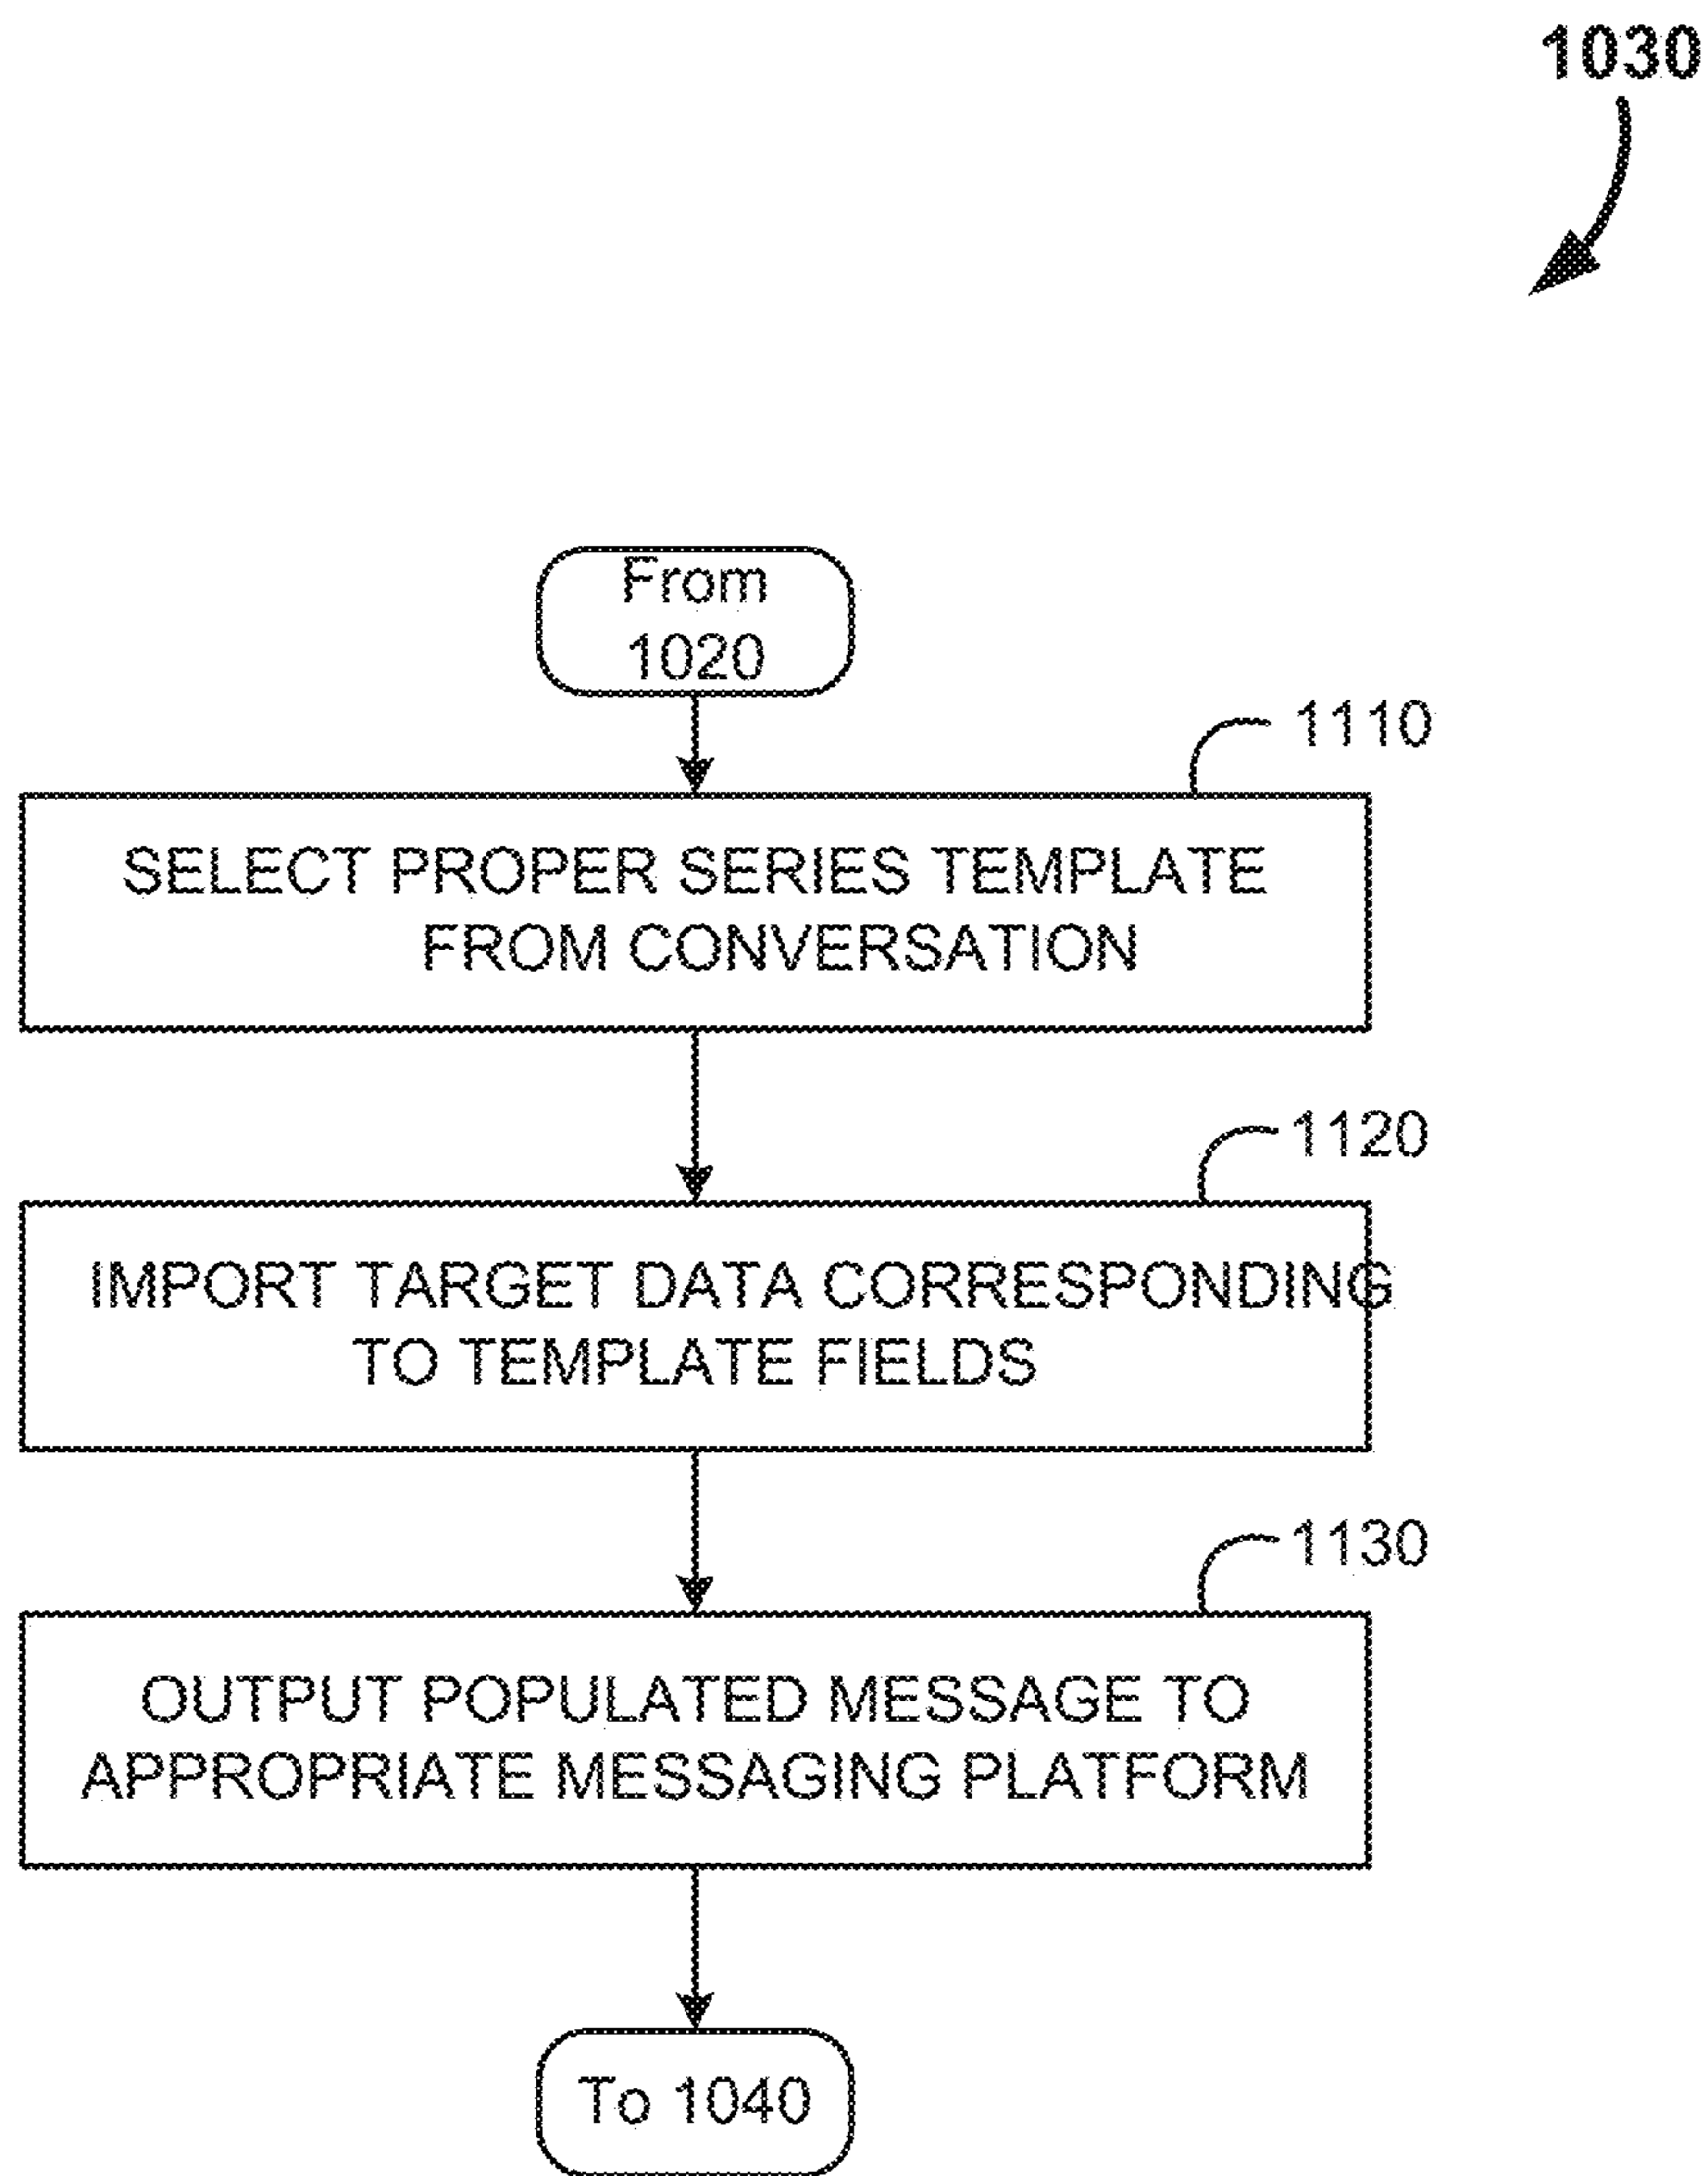 1030
From
1020
1110
SELECT PROPER SERIES TEMPLATE
FROM CONVERSATION
1120
IMPORT TARGET DATA CORRESPONDING
TO TEMPLATE FIELDS
1130
OUTPUT POPULATED MESSAGE TO
APPROPRIATE MESSAGING PLATFORM
To 1040